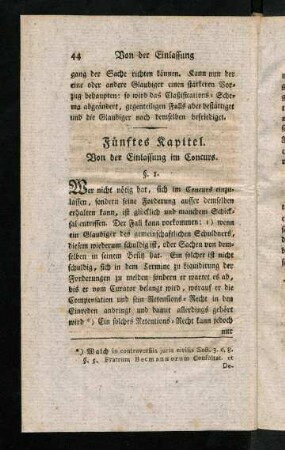 44 Von der Einlassung
gang der Sache richten können. Kann nun der
eine oder andere Glaubiger einen stärkeren Vor-
zug behaupten: so wird das Classifications-Sche-
ma abgeändert, gegenteiligen Falls aber bestättiget
und die Glaubiger nach demselben befriediget.
Fünftes Kapitel.
Von der Einlassung im Concurs.
§. 1.
Wer nicht nötig hat, sich im Concurs einzu-
lassen, sondern seine Forderung ausser demselben
erhalten kann, ist glücklich und manchem Schick-
sal entrissen. Der Fall kann vorkommen: 1) wenn
ein Glaubiger des gemeinschaftlichen Schuldners,
diesem wiederum schuldig ist, oder Sachen von dem-
selben in seinem Besitz hat. Ein solcher ist nicht
schuldig, sich in dem Termine zu Liquidirung der
Forderungen zu melden sondern er wartet es ab,
bis er vom Curator belangt wird, worauf er die
Compensation und sein Retentions-Recht in den
Einreden anbringt und damit allerdings gehört
wird *) Ein solches Retentions-Recht kann jedoch
nur
*) Walch in controversiis juris civilis Sect. 3. c. 6.
§. 5. Fratrum Becmannorum Consultat. et
De-